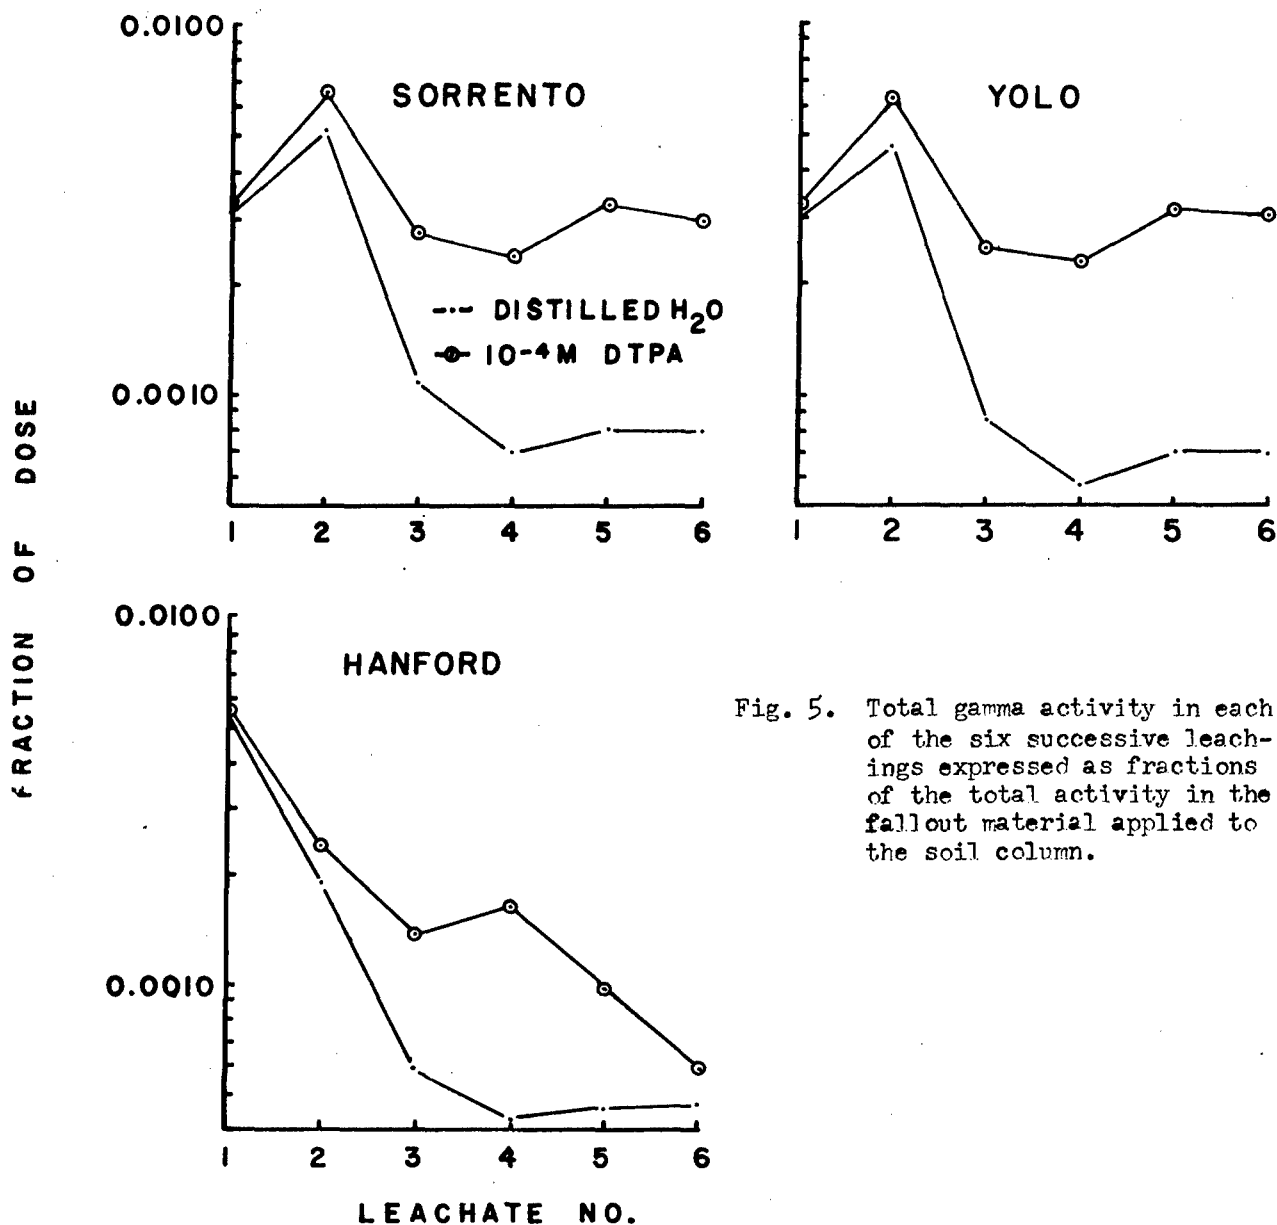 FRACTION OF DOSE
0.0100
0.0010
SORRENTO
DISTILLED H₂O
10-⁴M DTPA
1 2 3 4 5 6
YOLO
1 2 3 4 5 6
0.0100
0.0010
HANFORD
1 2 3 4 5 6
LEACHATE NO.
Fig. 5. Total gamma activity in each
of the six successive leach-
ings expressed as fractions
of the total activity in the
fallout material applied to
the soil column.